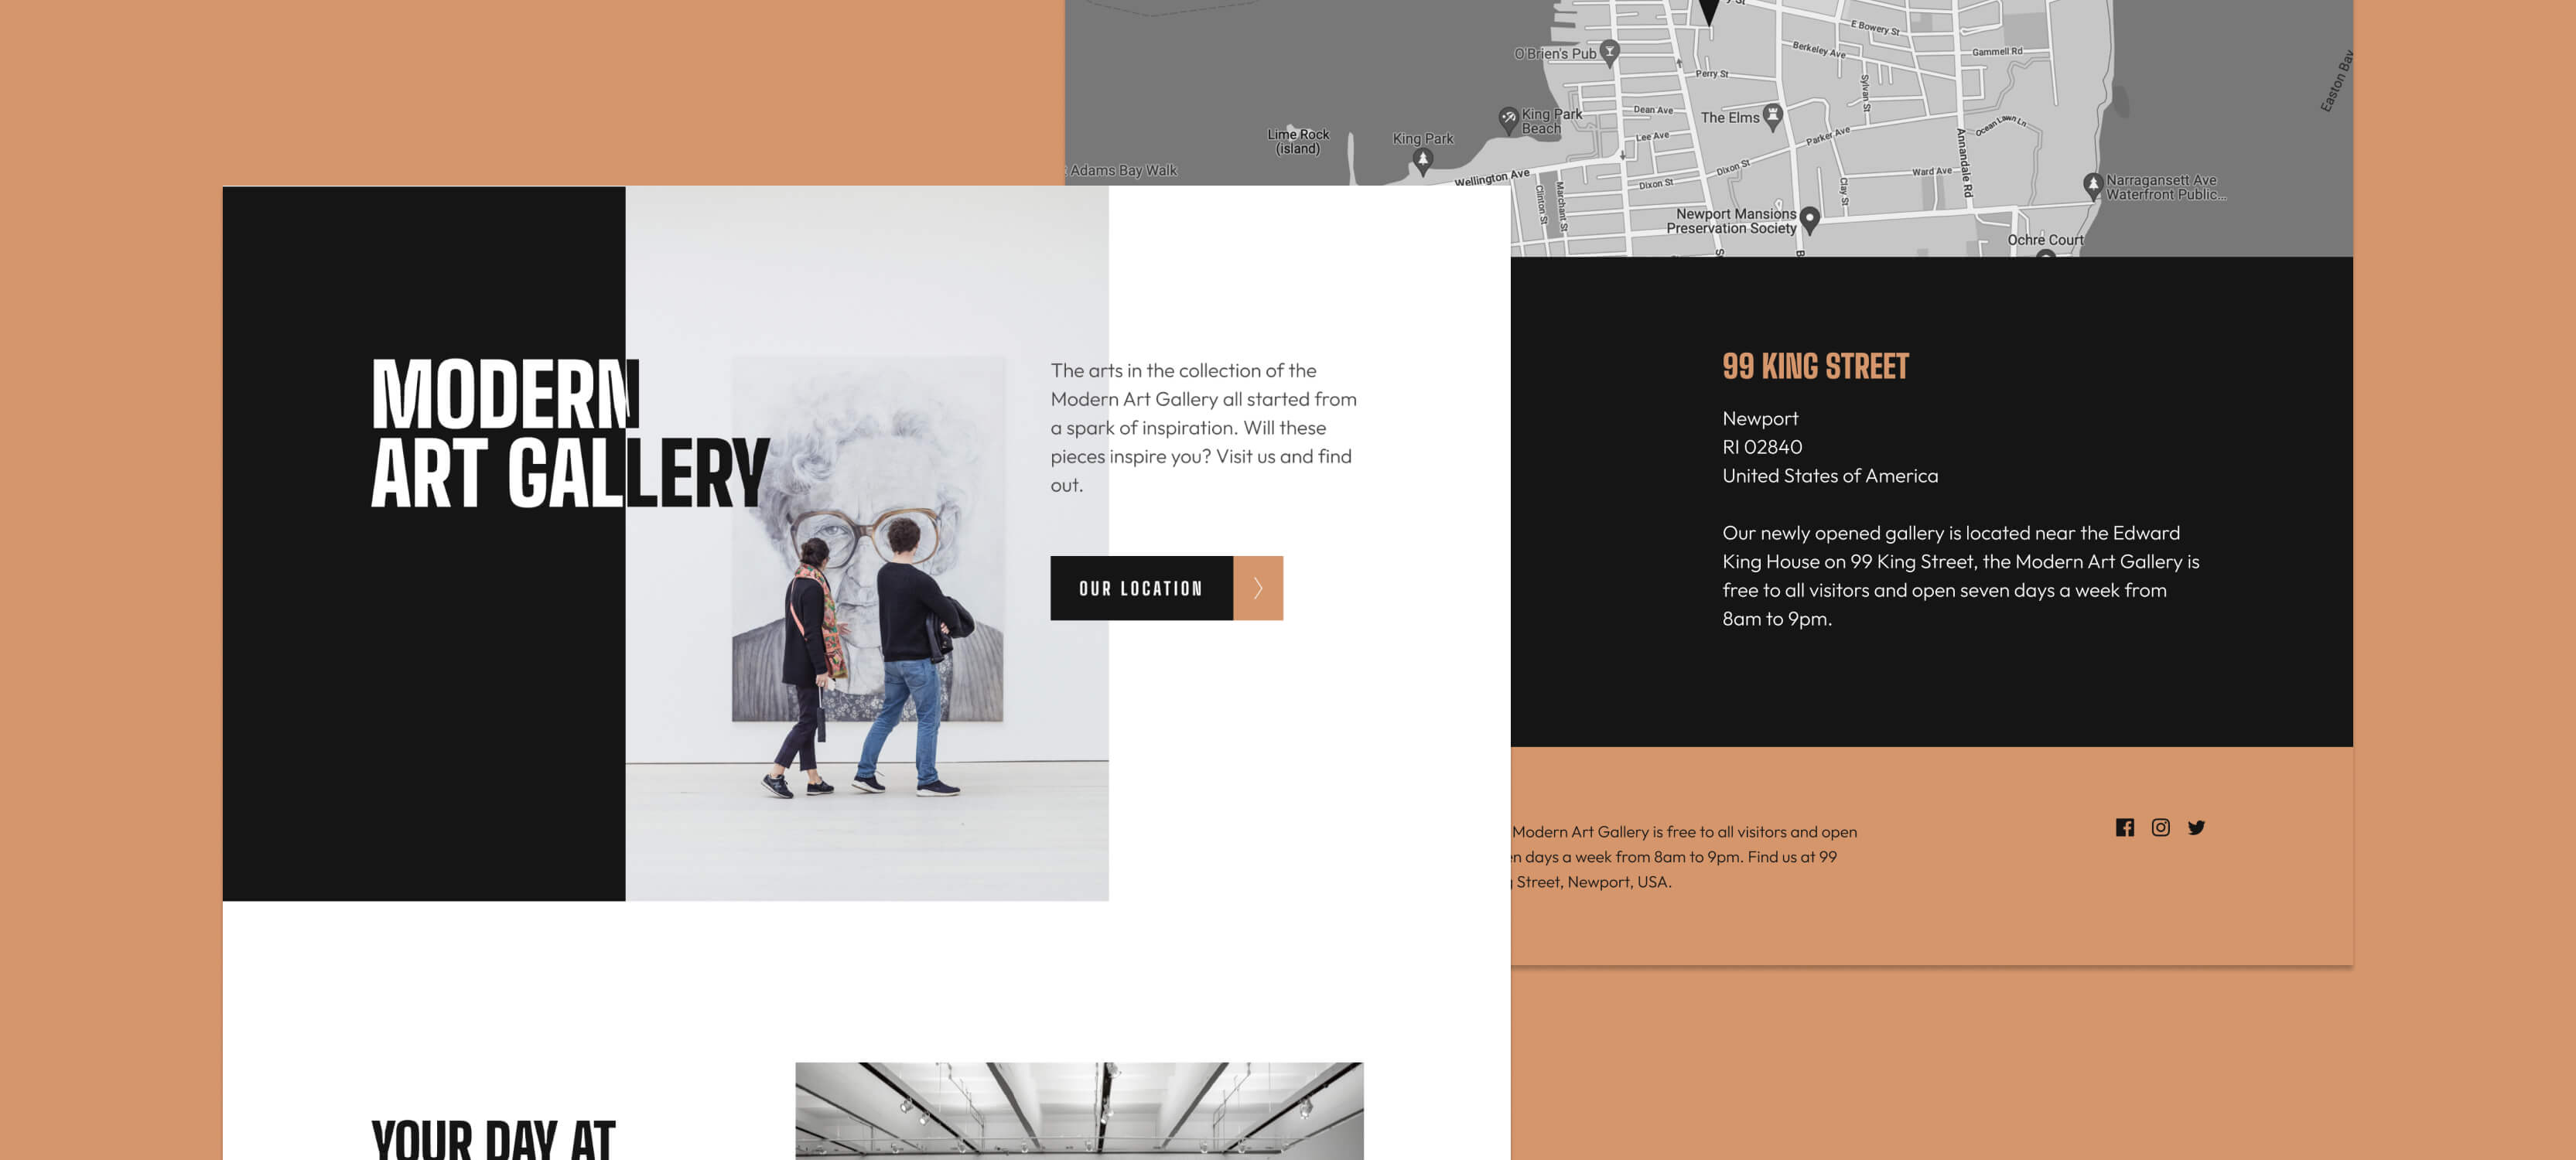 E Bowery St
O'Brien's Pub
Berkeley Ave
Gammell Rd
Easton Bay
Perry St
Sylvan St
King Park
Beach
Dean Ave
The Elms
Lime Rock
(island)
King Park
Lee Ave
Parker Ave
Ocean Lawn Ln
Annandale Rd
Adams Bay Walk
Wellington Ave
Dixon St
Dixon St
Ward Ave
Clinton St
Marchant St
Clay St
Narragansett Ave
Waterfront Public...
Newport Mansions
Preservation Society
Ochre Court
MODERN
ART GALLERY
The arts in the collection of the
Modern Art Gallery all started from
a spark of inspiration. Will these
pieces inspire you? Visit us and find
out.
OUR LOCATION
99 KING STREET
Newport
RI 02840
United States of America
Our newly opened gallery is located near the Edward
King House on 99 King Street, the Modern Art Gallery is
free to all visitors and open seven days a week from
8am to 9pm.
Modern Art Gallery is free to all visitors and open
n days a week from 8am to 9pm. Find us at 99
Street, Newport, USA.
YOUR DAY AT